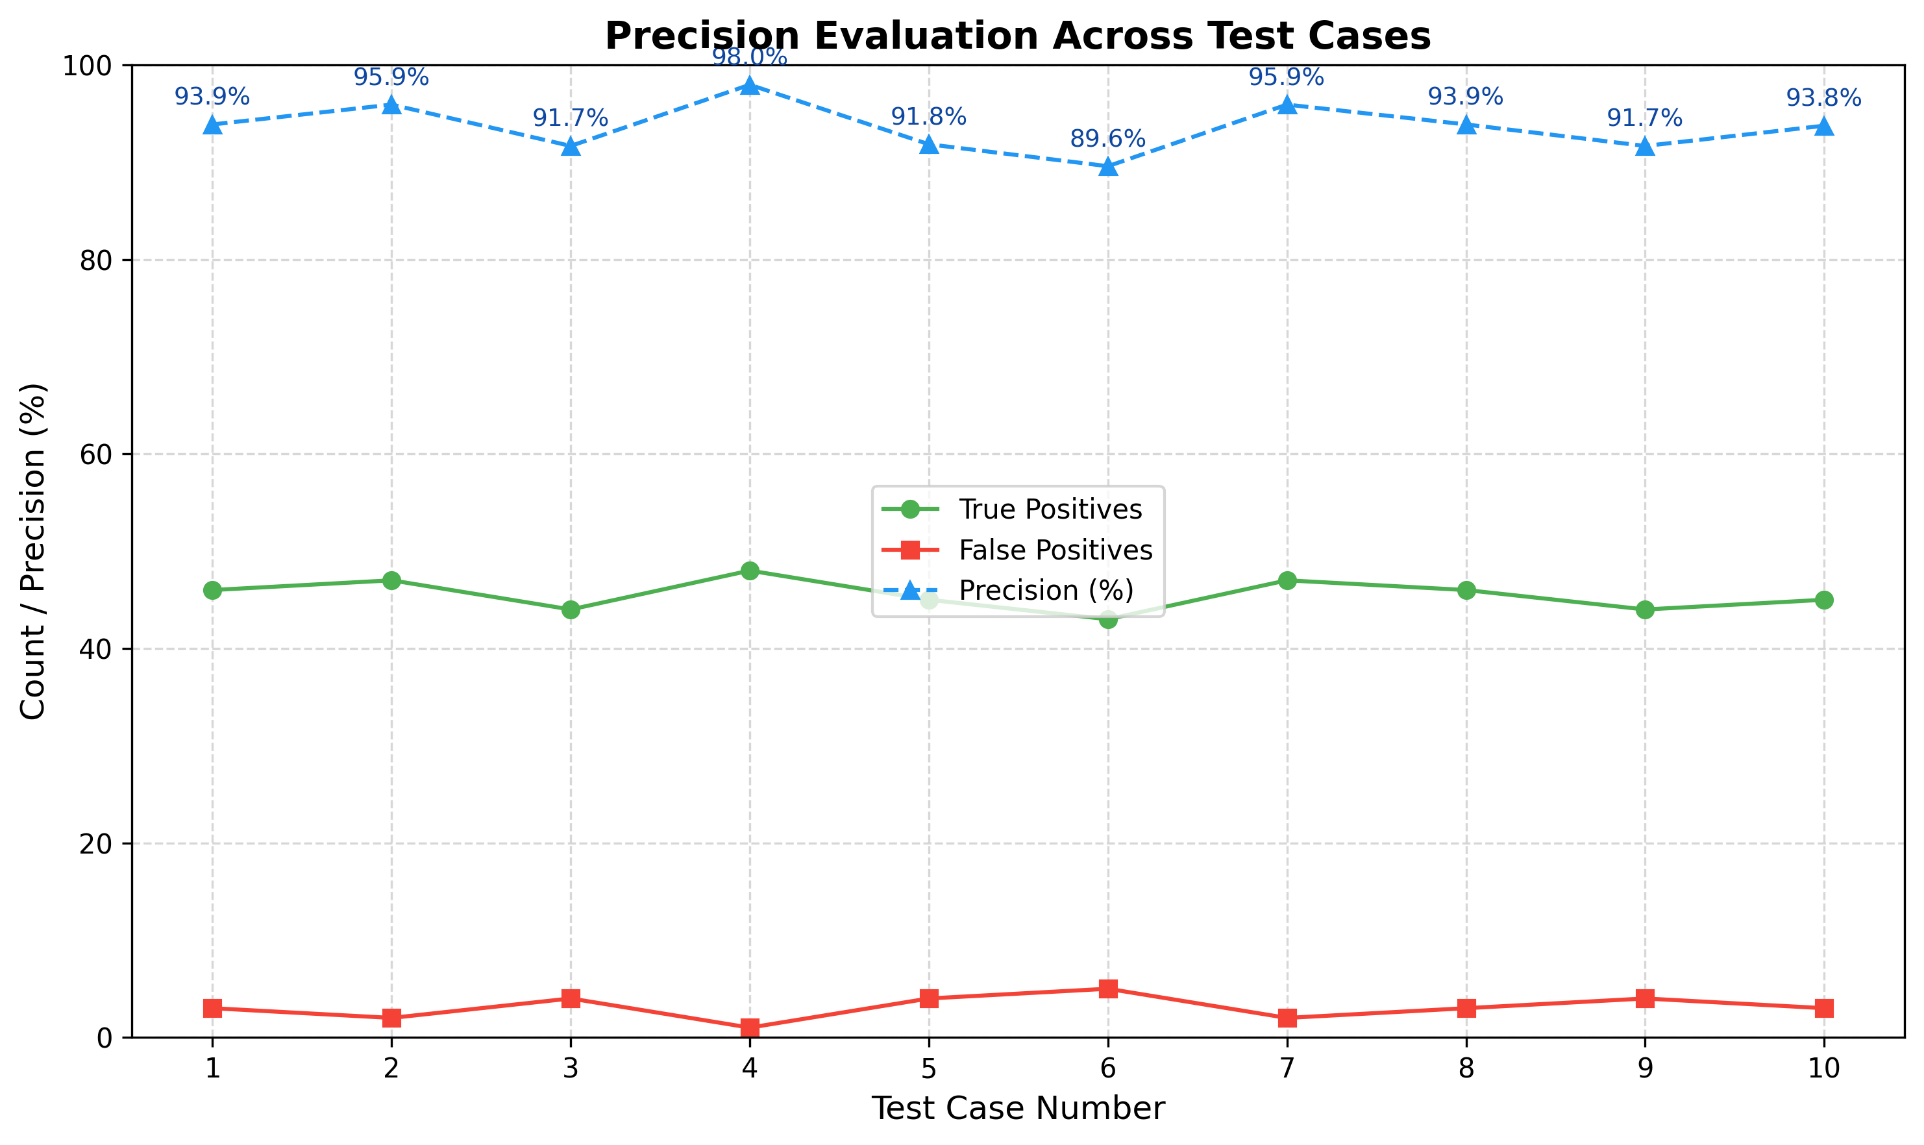 Precision Evaluation Across Test Cases
98.0%
95.9%
95.9%
93.9%
93.9%
93.8%
91.7%
91.8%
91.7%
89.6%
100
80
60
40
20
0
Count / Precision (%)
True Positives
False Positives
Precision (%)
1 2 3 4 5 6 7 8 9 10
Test Case Number